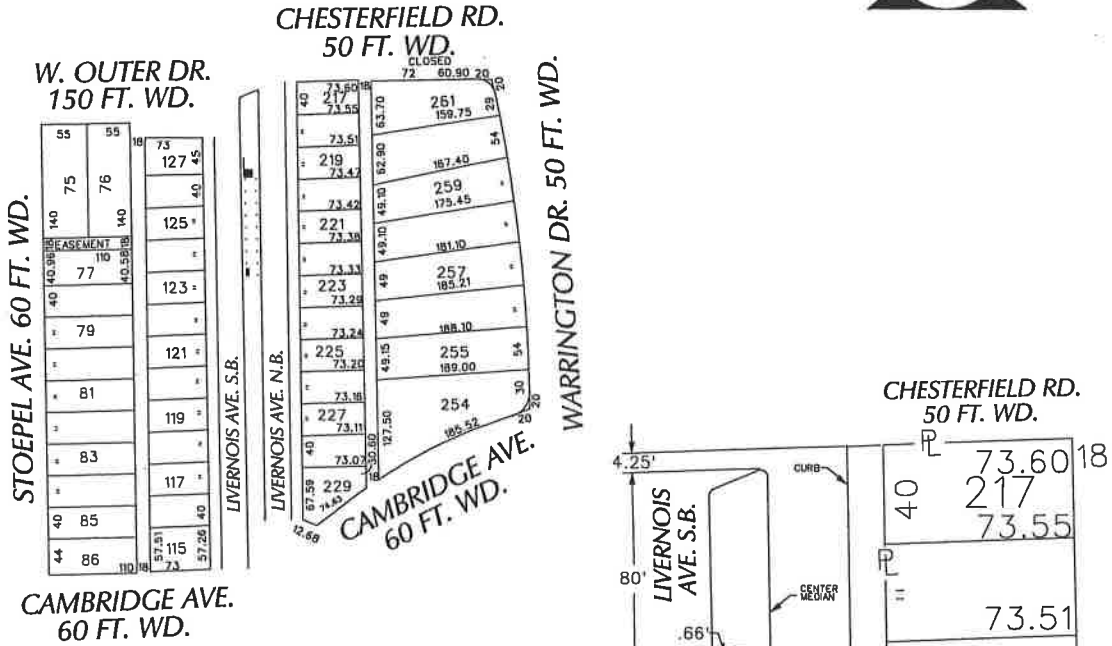 CHESTERFIELD RD.
50 FT. WD.
CLOSED
72 60.90 20
20
W. OUTER DR.
150 FT. WD.
STOEPEL AVE. 60 FT. WD.
55 55
75 76
140 140
18 EASEMENT 18
110
40.96 77 40.58
40
= 79
=
= 81
=
= 83
=
40 85
44 86
110 18
18
73
127 45
40
125 =
=
123 =
=
121 =
=
119 =
=
117
40
57.51 115 57.26
73
CAMBRIDGE AVE.
60 FT. WD.
LIVERNOIS AVE. S.B.
LIVERNOIS AVE. N.B.
73.60 18
40 217
73.55
=
73.51
= 219
73.47
=
73.42
= 221
73.38
=
73.33
= 223
73.29
=
73.24
= 225
73.20
=
73.16
= 227
73.11
40
73.07
30.60
18
67.59 229
74.63
12.68
63.70 261 29
159.75
62.90 54
167.40
49.10 259 =
175.45
49.10 =
181.10
49 257 =
185.21
49 =
188.10
49.15 255 54
189.00
127.50 254 30
185.52
20 20
WARRINGTON DR. 50 FT. WD.
CAMBRIDGE AVE.
60 FT. WD.
CHESTERFIELD RD.
50 FT. WD.
4.25'
80'
.66'
LIVERNOIS
AVE. S.B.
CURB
CENTER
MEDIAN
PL
73.60 18
40 217
73.55
PL
=
73.51